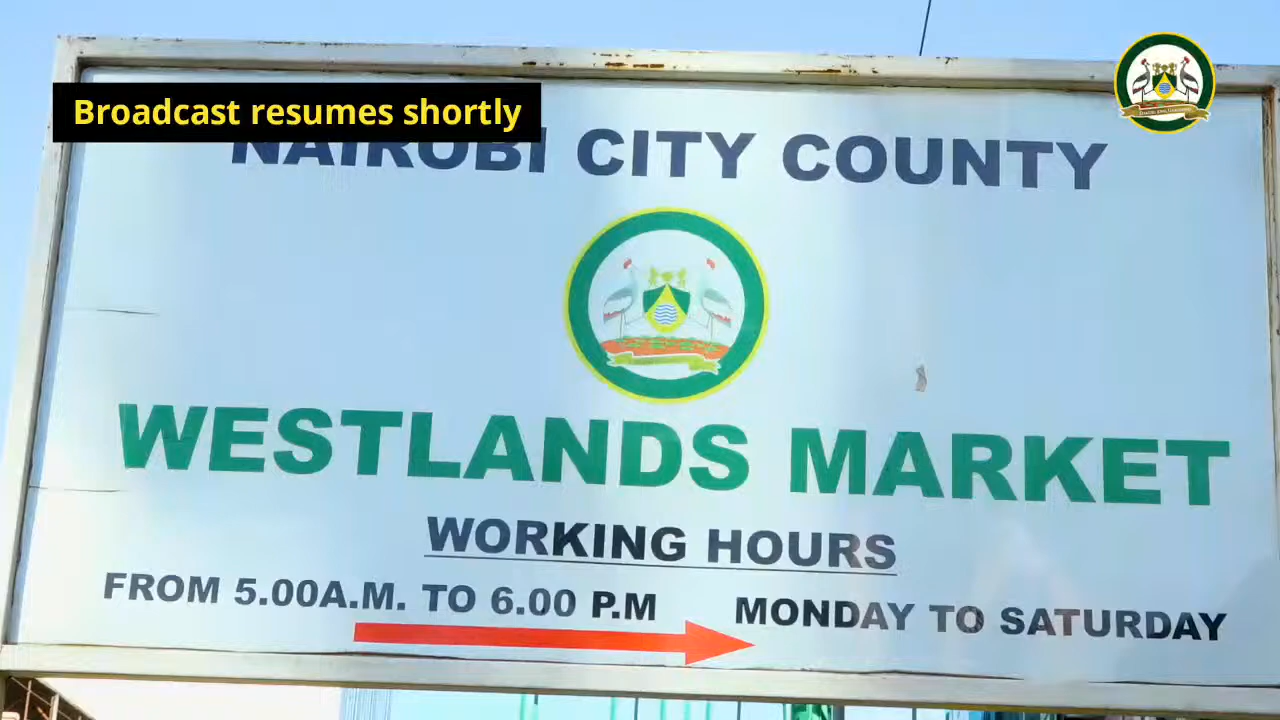 Broadcast resumes shortly
NAIROBI CITY COUNTY
WESTLANDS MARKET
WORKING HOURS
FROM 5.00A.M. TO 6.00 P.M MONDAY TO SATURDAY